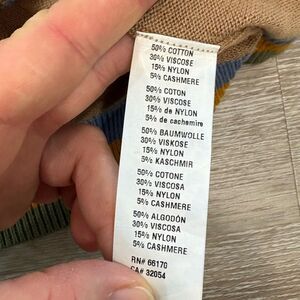 50% COTTON
30% VISCOSE
15% NYLON
5% CASHMERE
50% COTON
30% VISCOSE
15% de NYLON
5% de cachemire
50% BAUMWOLLE
30% VISKOSE
15% NYLON
5% KASCHMIR
50% COTONE
30% VISCOSA
15% NYLON
5% CASHMERE
50% ALGODÓN
30% VISCOSA
15% NYLON
5% CASHMERE
RN# 66170
CA# 32054